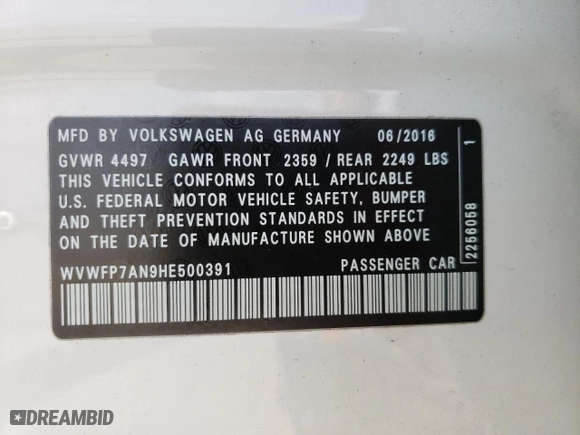 MFD BY VOLKSWAGEN AG GERMANY 06/2016
GVWR 4497 GAWR FRONT 2359 / REAR 2249 LBS
THIS VEHICLE CONFORMS TO ALL APPLICABLE
U.S. FEDERAL MOTOR VEHICLE SAFETY, BUMPER
AND THEFT PREVENTION STANDARDS IN EFFECT
ON THE DATE OF MANUFACTURE SHOWN ABOVE
WVWFP7AN9HE500391 PASSENGER CAR
2256058 1
DREAMBID